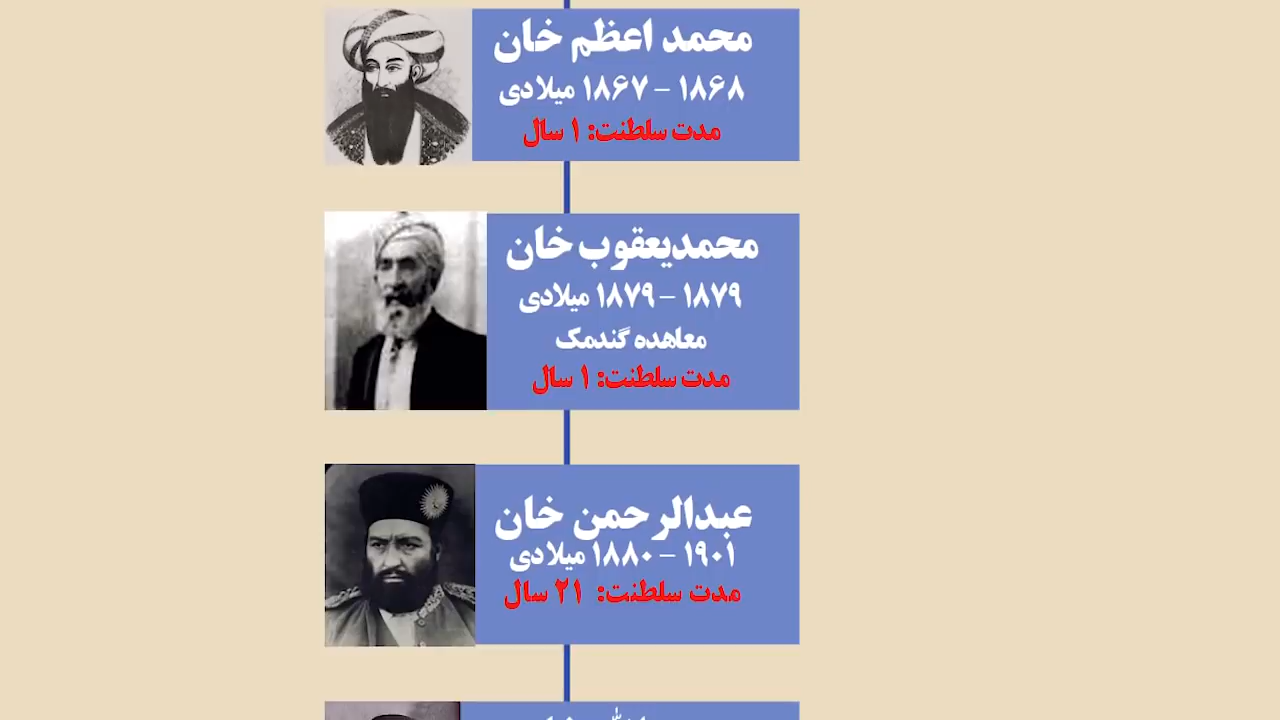 محمد اعظم خان
۱۸۶۷ – ۱۸۶۸ میلادی
مدت سلطنت: ۱ سال
محمدیعقوب خان
۱۸۷۹ – ۱۸۷۹ میلادی
معاهده گندمک
مدت سلطنت: ۱ سال
عبدالرحمن خان
۱۸۸۰ – ۱۹۰۱ میلادی
مدت سلطنت: ۲۱ سال